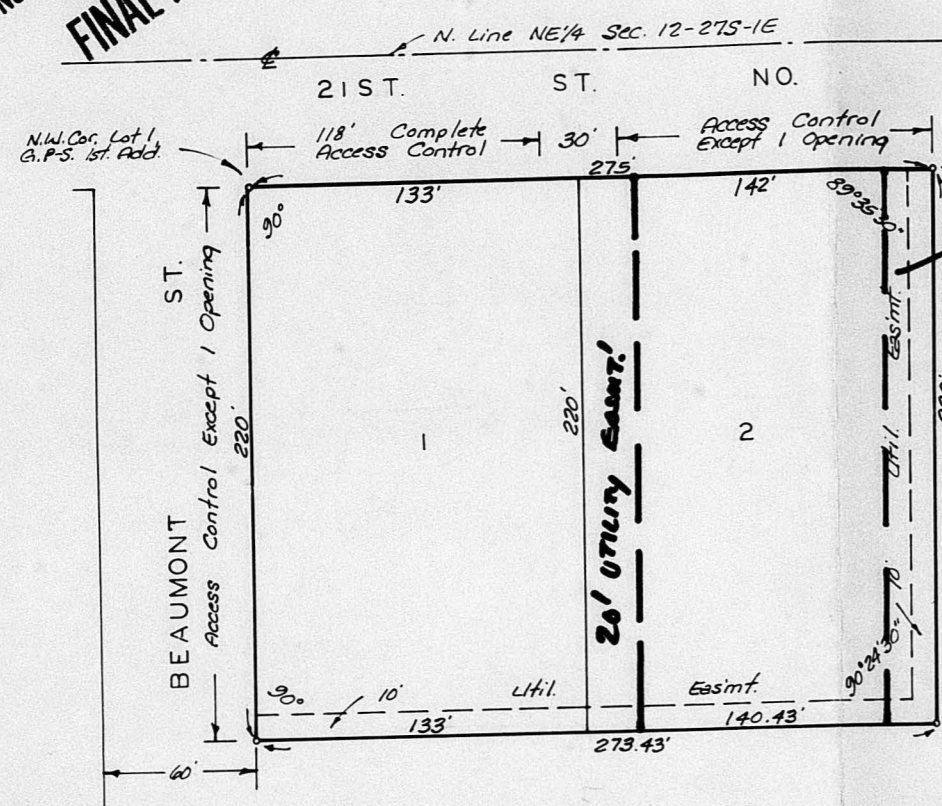 FINAL
N. Line NE1/4 Sec. 12-27S-1E
℄
21ST. ST. NO.
N.W. Cor. Lot 1,
G.P-S. 1st. Add.
118' Complete
Access Control
30'
Access Control
Except 1 Opening
275'
133'
142'
90°
89°35'30"
BEAUMONT ST.
Access Control Except 1 Opening
220'
1
220'
20' UTILITY EASMT.
2
Util. Easmt.
10'
90°24'30"
90°
10'
Util. Easmt.
133'
140.43'
273.43'
60'